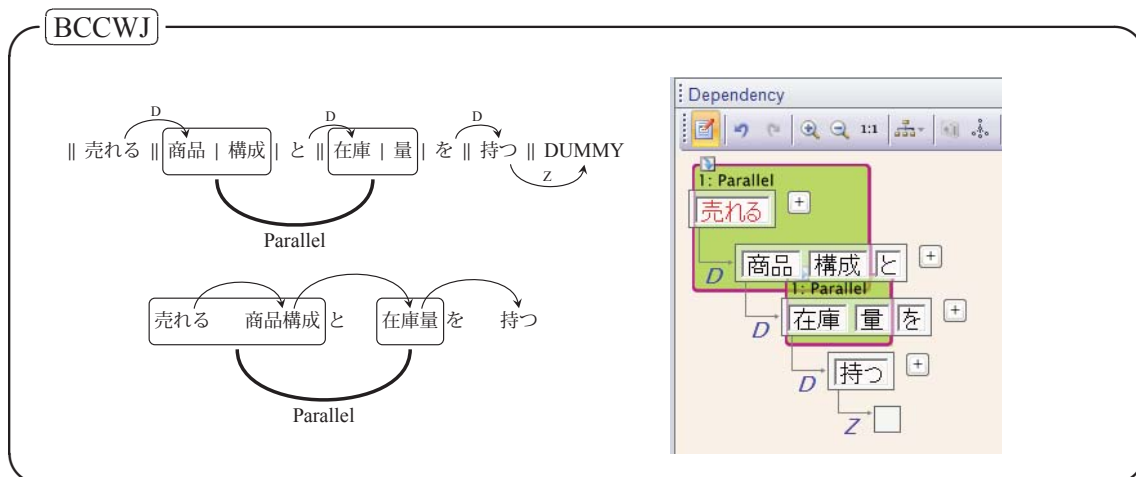 BCCWJ
D D D
|| 売れる || 商品 | 構成 | と || 在庫 | 量 | を || 持つ || DUMMY
Z
Parallel
売れる 商品構成 と 在庫量 を 持つ
Parallel
Dependency
1:1
1: Parallel
売れる +
D 商品 構成 と +
1: Parallel
D 在庫 量 を +
D 持つ +
Z